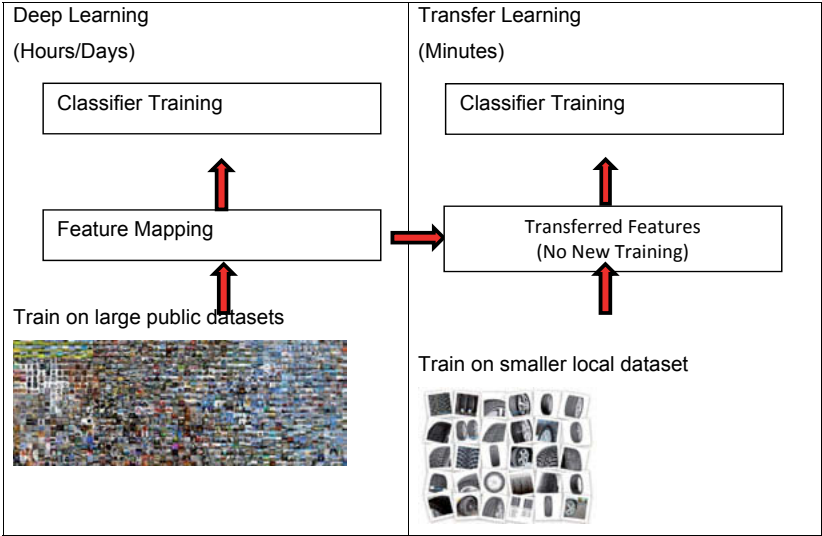 Deep Learning
(Hours/Days)
Classifier Training
Feature Mapping
Train on large public datasets
Transfer Learning
(Minutes)
Classifier Training
Transferred Features
(No New Training)
Train on smaller local dataset